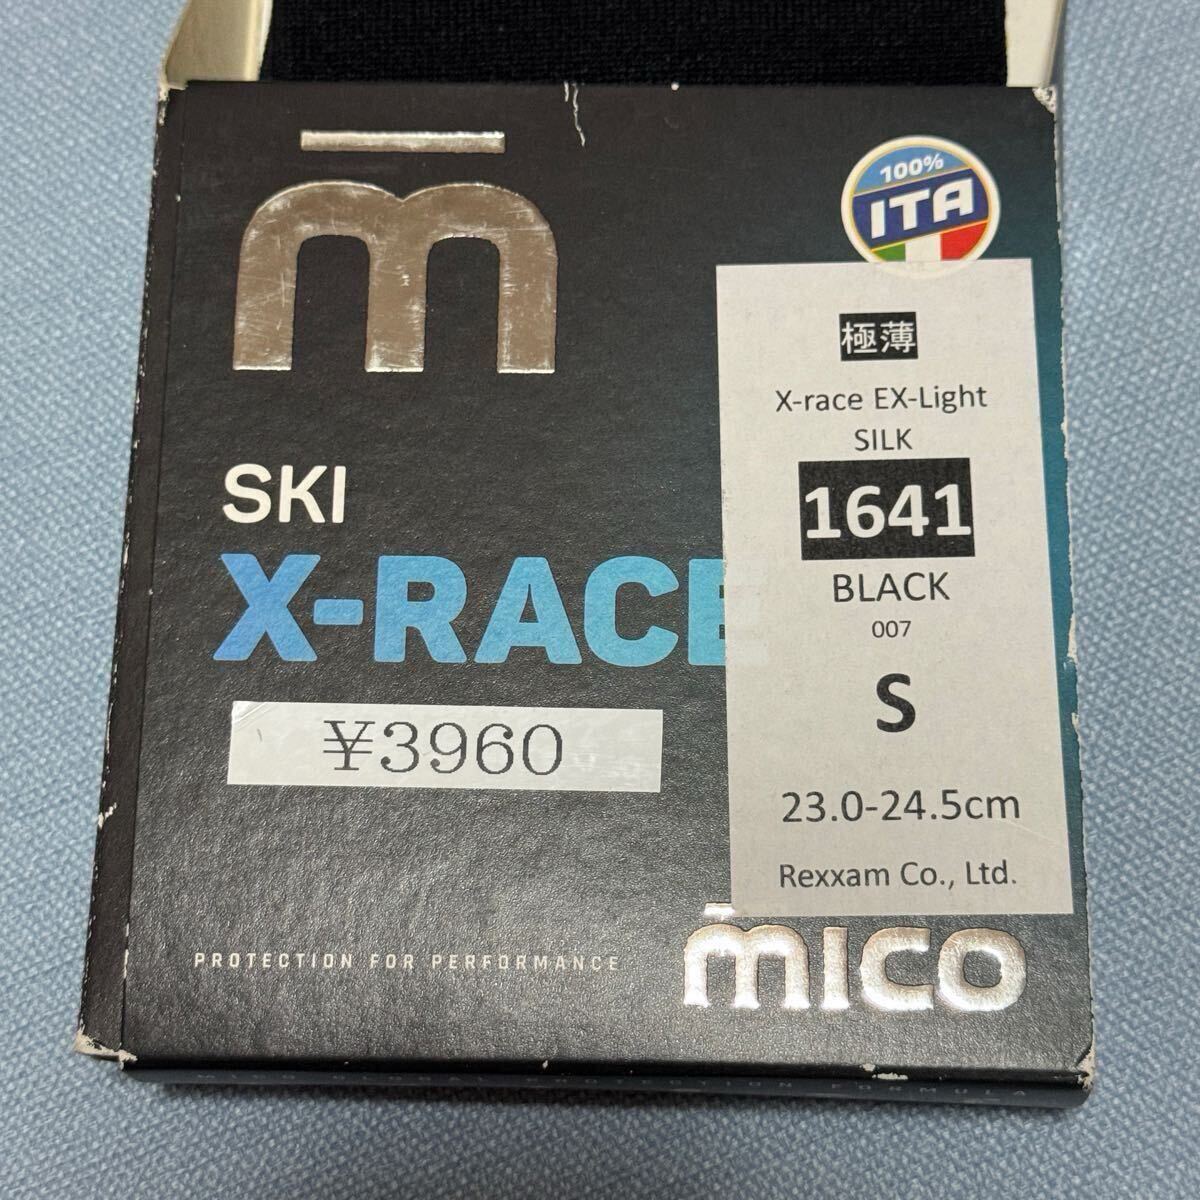 m̄
100%
ITA
極薄
X-race EX-Light
SILK
1641
BLACK
007
S
23.0-24.5cm
Rexxam Co., Ltd.
SKI
X-RACE
¥3960
PROTECTION FOR PERFORMANCE
mico